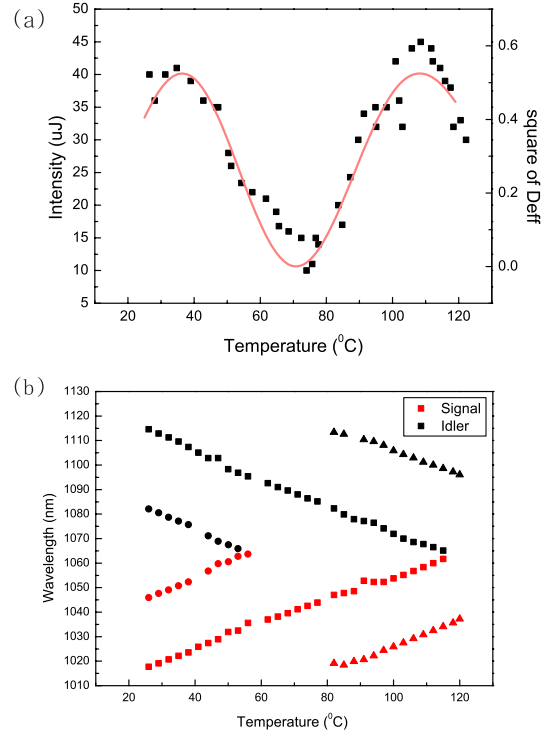 (a)
50
45
40
35
30
25
20
15
10
5
0.6
0.4
0.2
0.0
Intensity (uJ)
square of Deff
20 40 60 80 100 120
Temperature (⁰C)
(b)
1130
1120
1110
1100
1090
1080
1070
1060
1050
1040
1030
1020
1010
Signal
Idler
Wavelength (nm)
20 40 60 80 100 120
Temperature (⁰C)